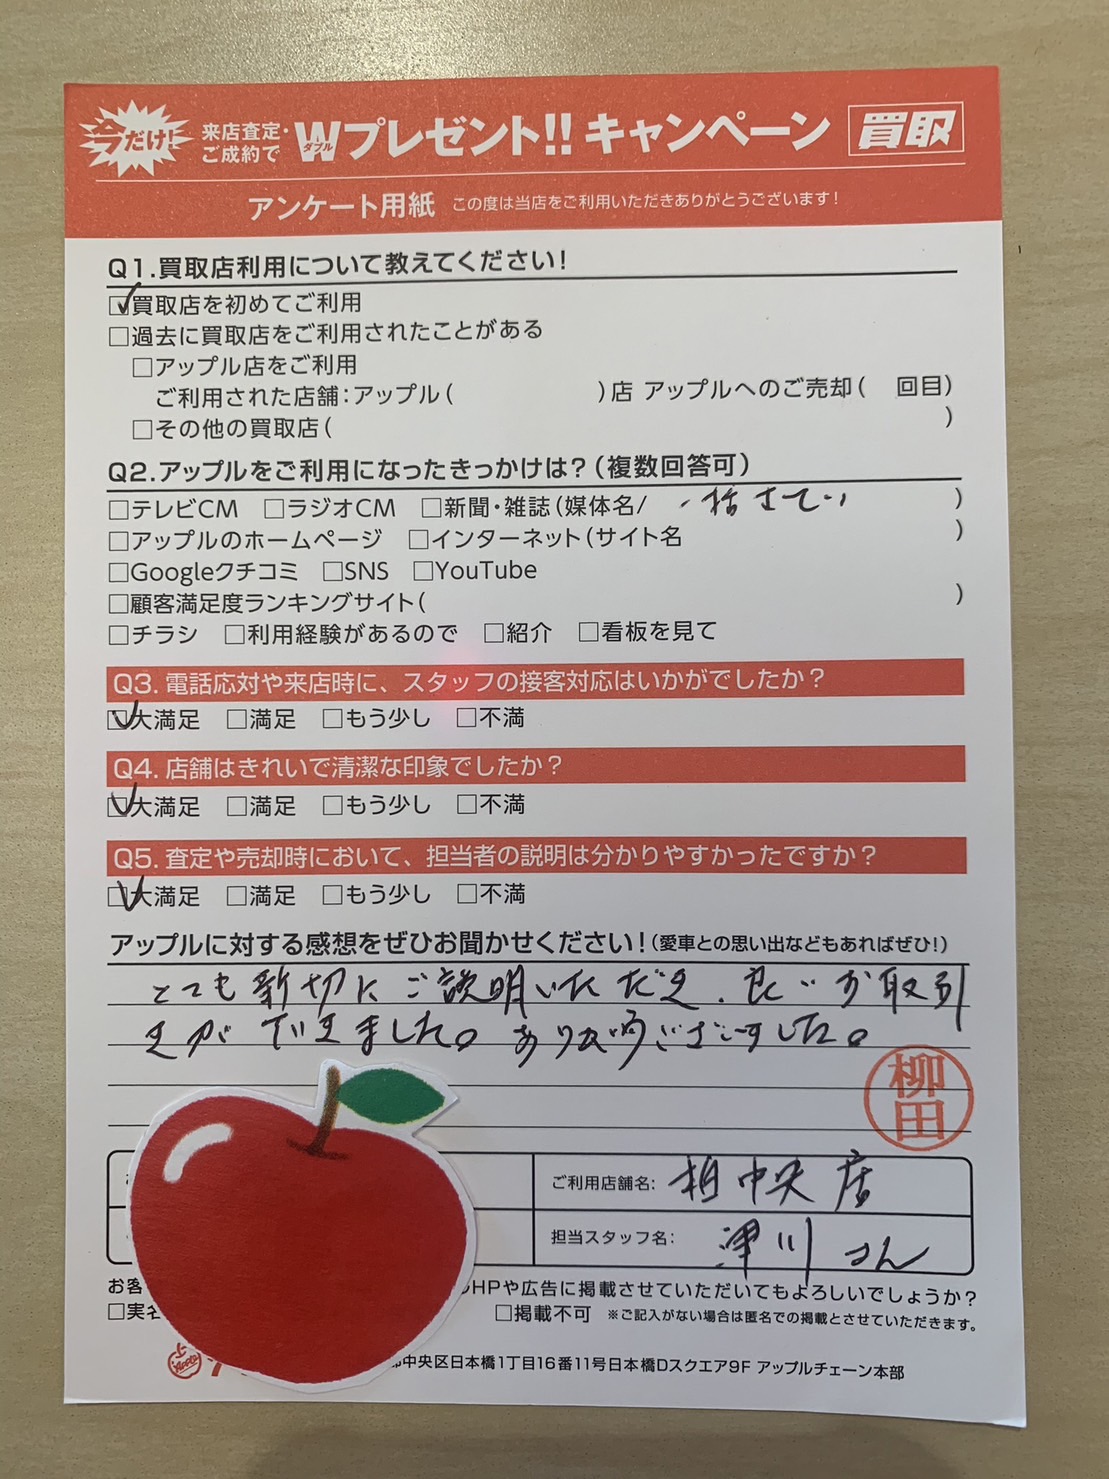 今だけ!
来店査定・
ご成約で
Wプレゼント!! キャンペーン 買取
ダブル
アンケート用紙 この度は当店をご利用いただきありがとうございます!
Q1.買取店利用について教えてください!
☑買取店を初めてご利用
□過去に買取店をご利用されたことがある
□アップル店をご利用
ご利用された店舗:アップル( )店 アップルへのご売却( 回目)
□その他の買取店( )
Q2.アップルをご利用になったきっかけは?(複数回答可)
□テレビCM □ラジオCM □新聞・雑誌(媒体名/ 一括さてい )
□アップルのホームページ □インターネット(サイト名 )
□Googleクチコミ □SNS □YouTube
□顧客満足度ランキングサイト( )
□チラシ □利用経験があるので □紹介 □看板を見て
Q3. 電話応対や来店時に、スタッフの接客対応はいかがでしたか?
☑大満足 □満足 □もう少し □不満
Q4. 店舗はきれいで清潔な印象でしたか?
☑大満足 □満足 □もう少し □不満
Q5. 査定や売却時において、担当者の説明は分かりやすかったですか?
☑大満足 □満足 □もう少し □不満
アップルに対する感想をぜひお聞かせください!(愛車との思い出などもあればぜひ!)
とても親切にご説明いただき、良いお取引
きができました。ありがとうございました。
柳田
ご利用店舗名: 柏中央店
担当スタッフ名: 津川さん
お客
HPや広告に掲載させていただいてもよろしいでしょうか?
□実名
□掲載不可 ※ご記入がない場合は匿名での掲載とさせていただきます。
Apple
中央区日本橋1丁目16番11号日本橋Dスクエア9F アップルチェーン本部